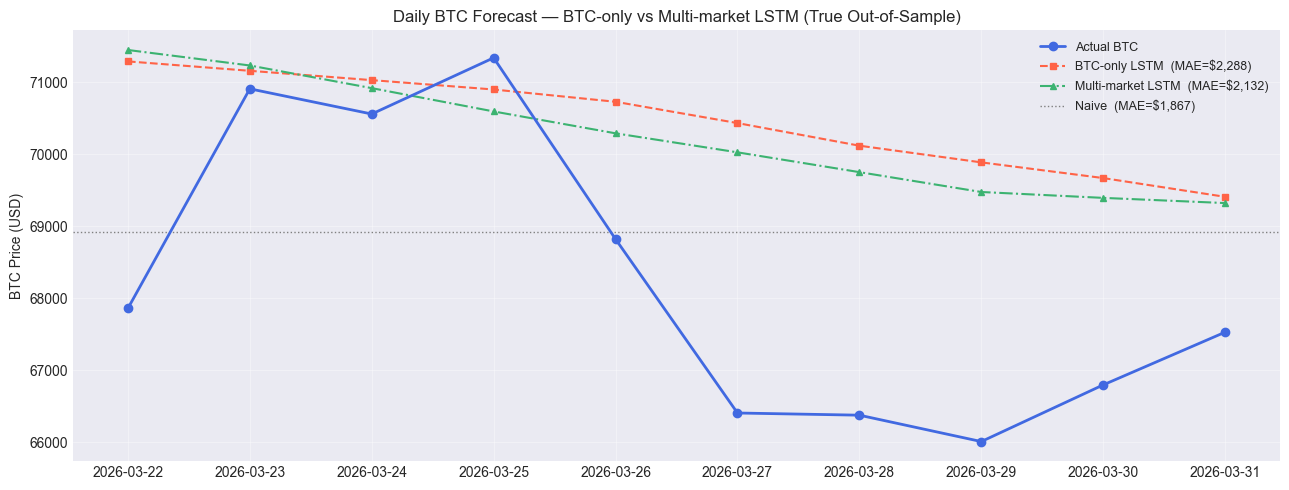 Daily BTC Forecast — BTC-only vs Multi-market LSTM (True Out-of-Sample)
Actual BTC
BTC-only LSTM (MAE=$2,288)
Multi-market LSTM (MAE=$2,132)
Naive (MAE=$1,867)
BTC Price (USD)
71000
70000
69000
68000
67000
66000
2026-03-22 2026-03-23 2026-03-24 2026-03-25 2026-03-26 2026-03-27 2026-03-28 2026-03-29 2026-03-30 2026-03-31